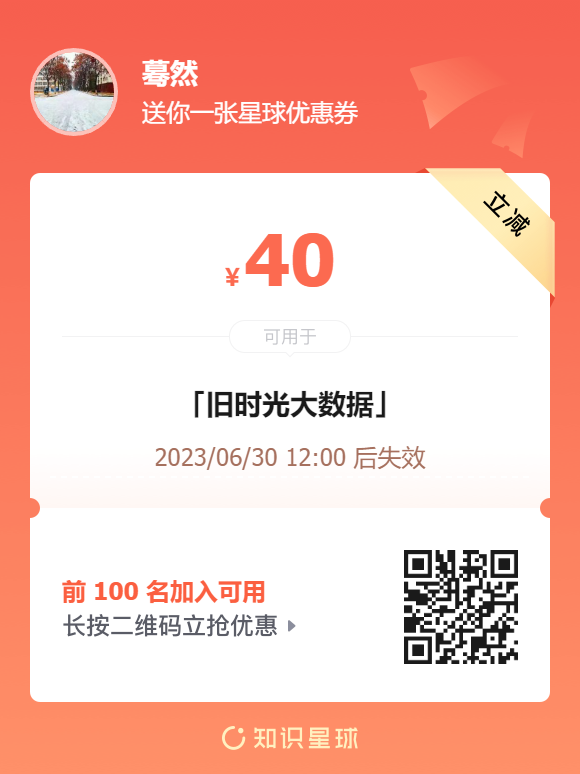 蓦然
送你一张星球优惠券
立减
¥40
可用于
「旧时光大数据」
2023/06/30 12:00 后失效
前 100 名加入可用
长按二维码立抢优惠
知识星球